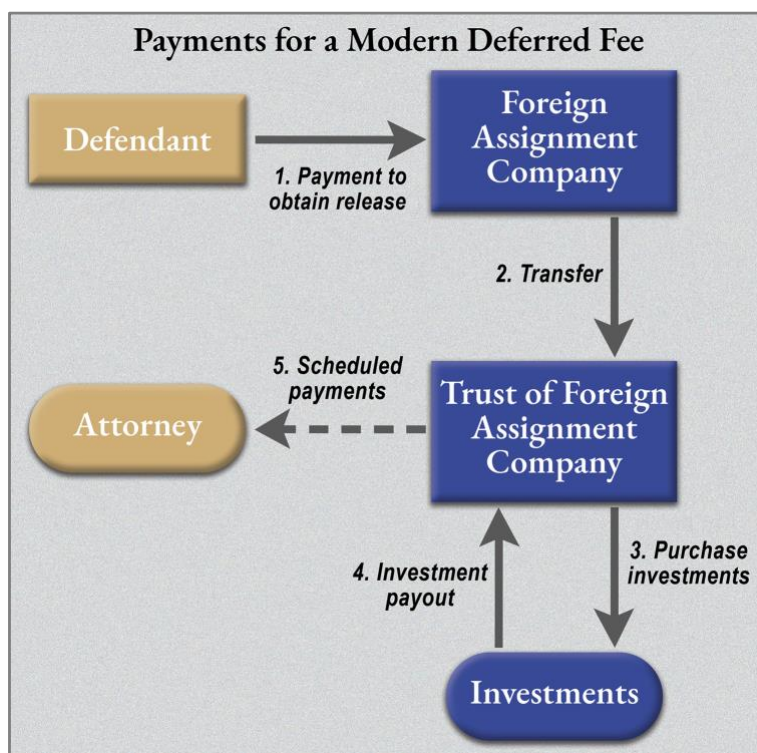 Payments for a Modern Deferred Fee
Defendant
1. Payment to
obtain release
Foreign
Assignment
Company
2. Transfer
5. Scheduled
payments
Attorney
Trust of Foreign
Assignment
Company
4. Investment
payout
3. Purchase
investments
Investments